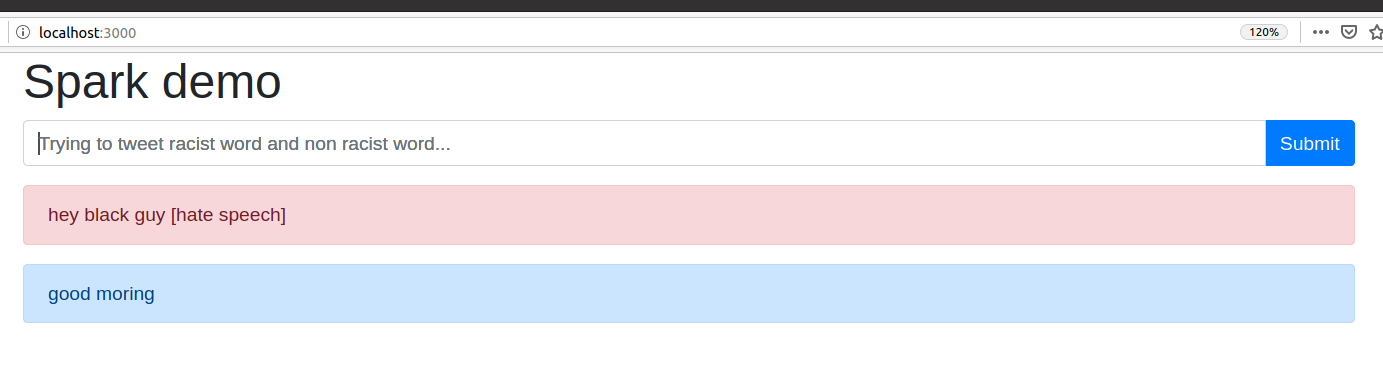 localhost:3000
120%
Spark demo
Trying to tweet racist word and non racist word...
Submit
hey black guy [hate speech]
good moring